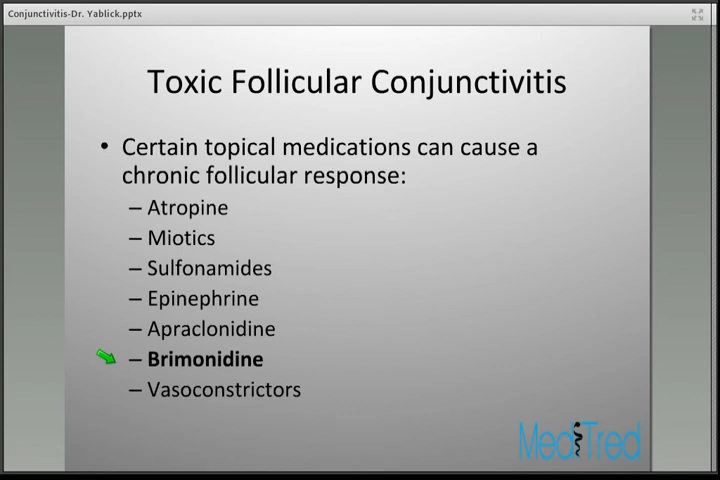 Conjunctivitis-Dr. Yablick.pptx
Toxic Follicular Conjunctivitis
• Certain topical medications can cause a
chronic follicular response:
– Atropine
– Miotics
– Sulfonamides
– Epinephrine
– Apraclonidine
– Brimonidine
– Vasoconstrictors
MediTred